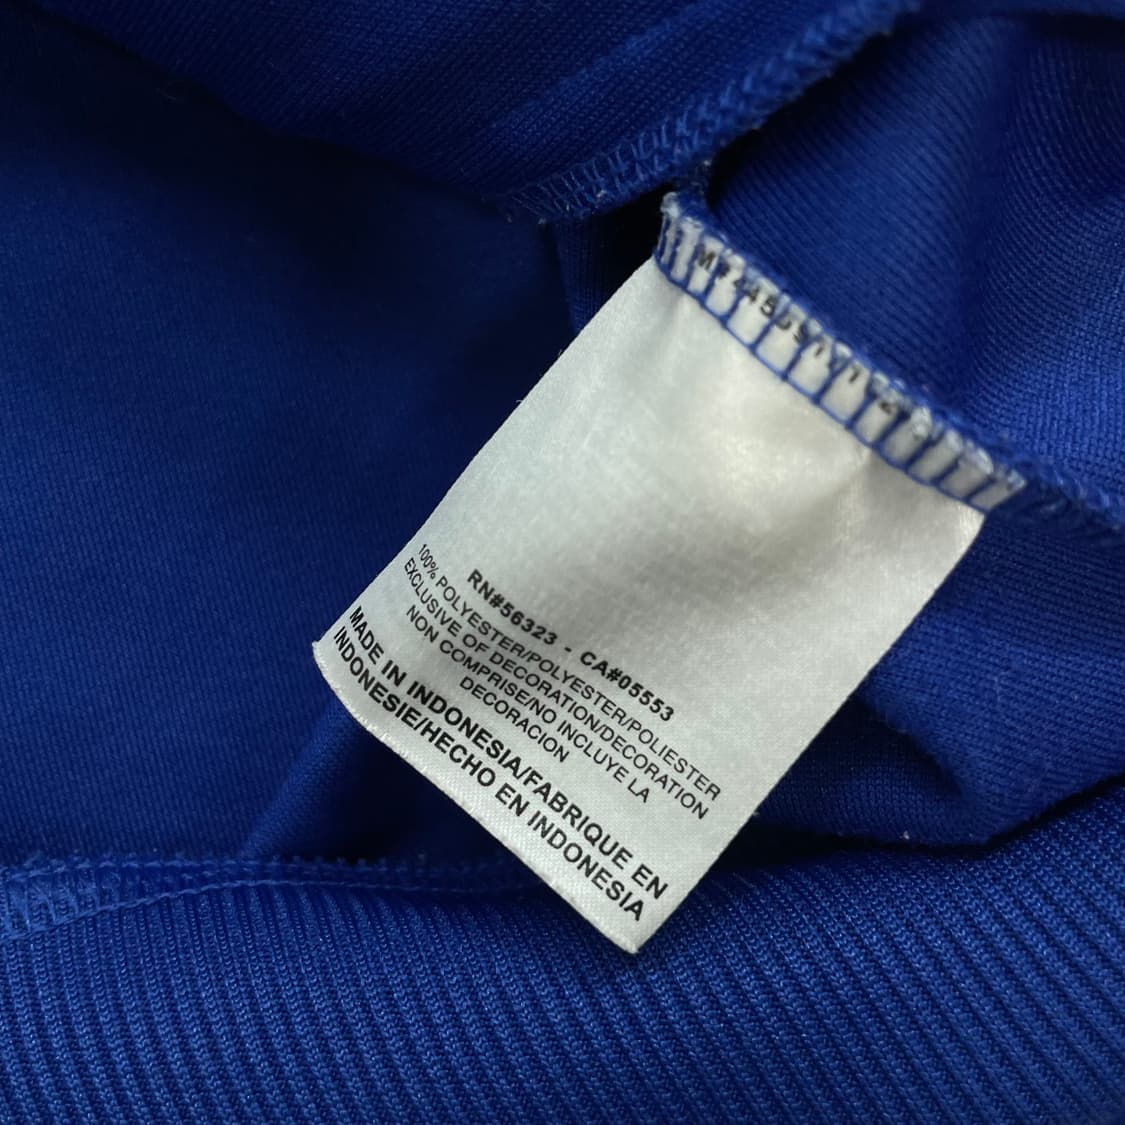 RN#56323 - CA#05553
100% POLYESTER/POLYESTER/POLIESTER
EXCLUSIVE OF DECORATION/DECORATION
NON COMPRISE/NO INCLUYE LA
DECORACION
MADE IN INDONESIA/FABRIQUE EN
INDONESIE/HECHO EN INDONESIA